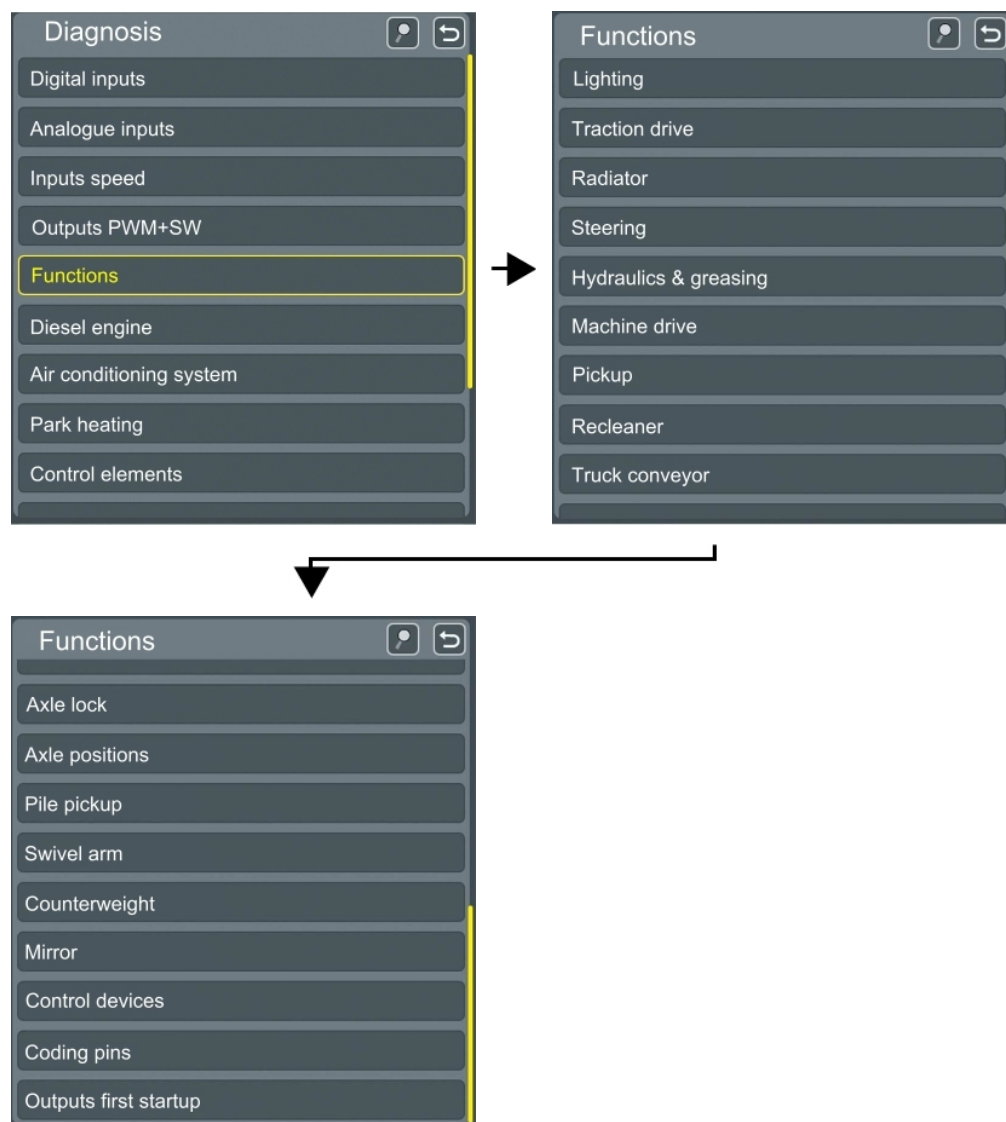 Diagnosis
Digital inputs
Analogue inputs
Inputs speed
Outputs PWM+SW
Functions
Diesel engine
Air conditioning system
Park heating
Control elements
Functions
Lighting
Traction drive
Radiator
Steering
Hydraulics & greasing
Machine drive
Pickup
Recleaner
Truck conveyor
Functions
Axle lock
Axle positions
Pile pickup
Swivel arm
Counterweight
Mirror
Control devices
Coding pins
Outputs first startup